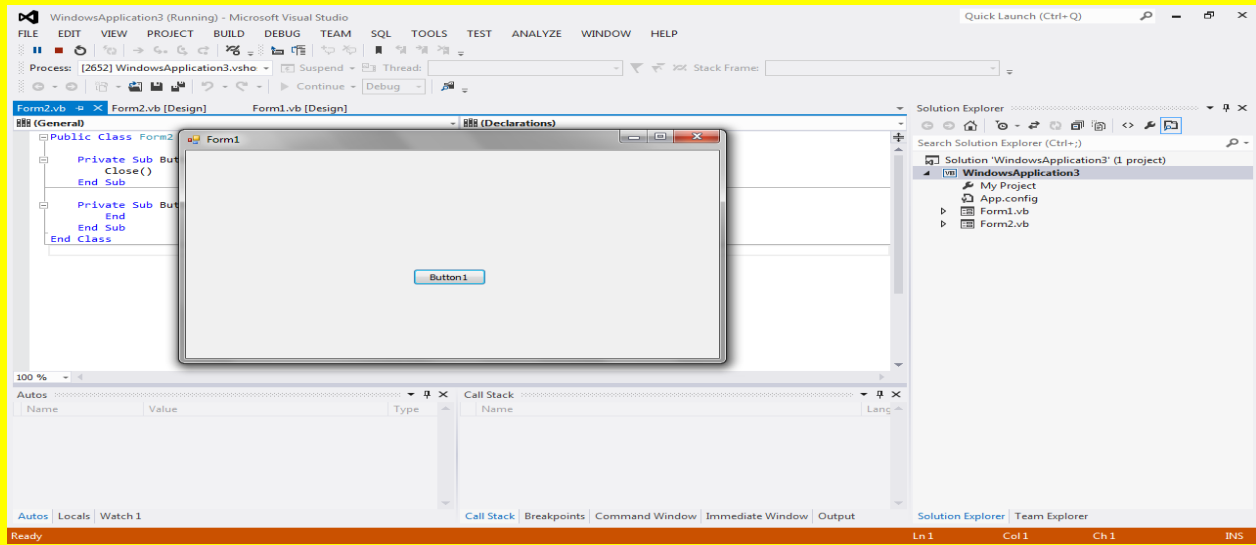 WindowsApplication3 (Running) - Microsoft Visual Studio Quick Launch (Ctrl+Q)
FILE EDIT VIEW PROJECT BUILD DEBUG TEAM SQL TOOLS TEST ANALYZE WINDOW HELP
Process: [2652] WindowsApplication3.vsho Suspend Thread: Stack Frame:
Continue Debug
Form2.vb Form2.vb [Design] Form1.vb [Design]
(General) (Declarations)
Public Class Form2
Private Sub But
Close()
End Sub
Private Sub But
End
End Sub
End Class
Form1
Button1
100 %
Autos
Name Value Type
Call Stack
Name Lang
Autos Locals Watch 1
Call Stack Breakpoints Command Window Immediate Window Output
Solution Explorer
Search Solution Explorer (Ctrl+;)
Solution 'WindowsApplication3' (1 project)
VB WindowsApplication3
My Project
App.config
Form1.vb
Form2.vb
Solution Explorer Team Explorer
Ready Ln 1 Col 1 Ch 1 INS